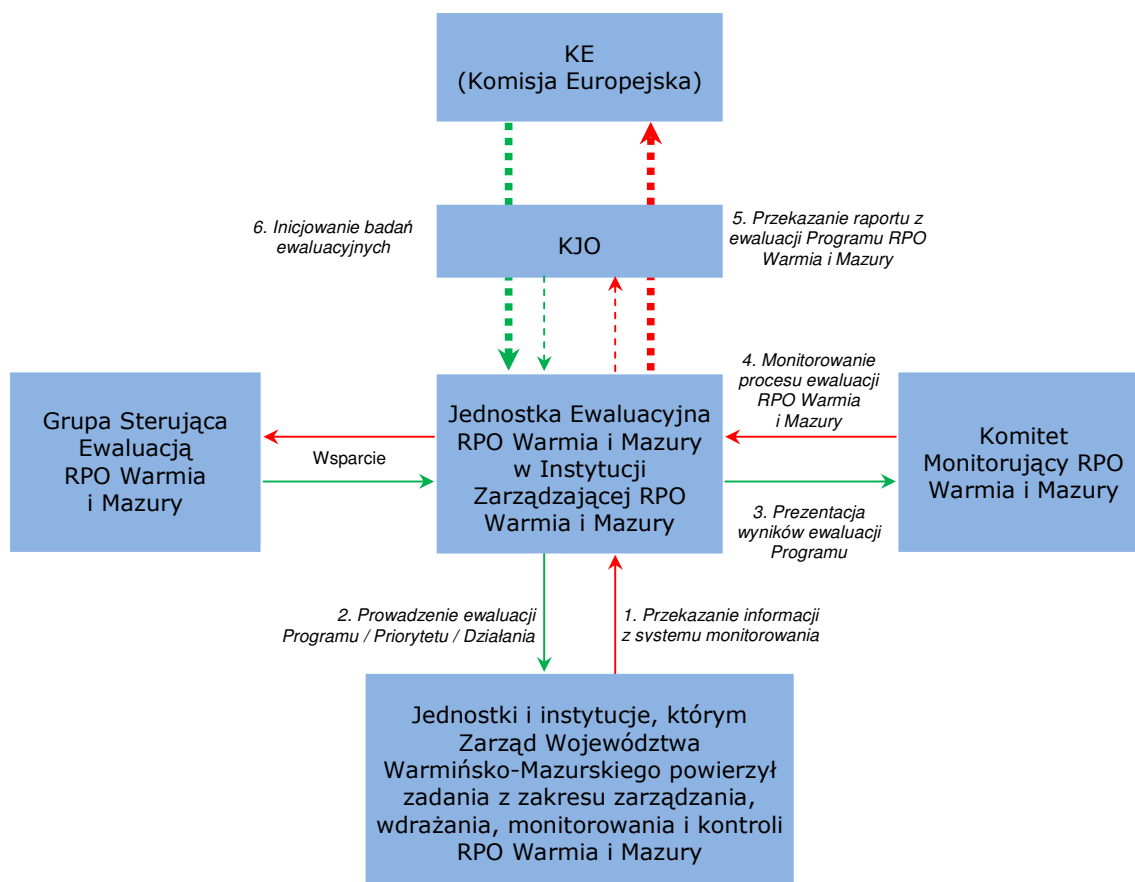 KE
(Komisja Europejska)
6. Inicjowanie badań
ewaluacyjnych
KJO
5. Przekazanie raportu z
ewaluacji Programu RPO
Warmia i Mazury
Grupa Sterująca
Ewaluacją
RPO Warmia
i Mazury
Wsparcie
Jednostka Ewaluacyjna
RPO Warmia i Mazury
w Instytucji
Zarządzającej RPO
Warmia i Mazury
4. Monitorowanie
procesu ewaluacji
RPO Warmia
i Mazury
3. Prezentacja
wyników ewaluacji
Programu
Komitet
Monitorujący RPO
Warmia i Mazury
2. Prowadzenie ewaluacji
Programu / Priorytetu / Działania
1. Przekazanie informacji
z systemu monitorowania
Jednostki i instytucje, którym
Zarząd Województwa
Warmińsko-Mazurskiego powierzył
zadania z zakresu zarządzania,
wdrażania, monitorowania i kontroli
RPO Warmia i Mazury